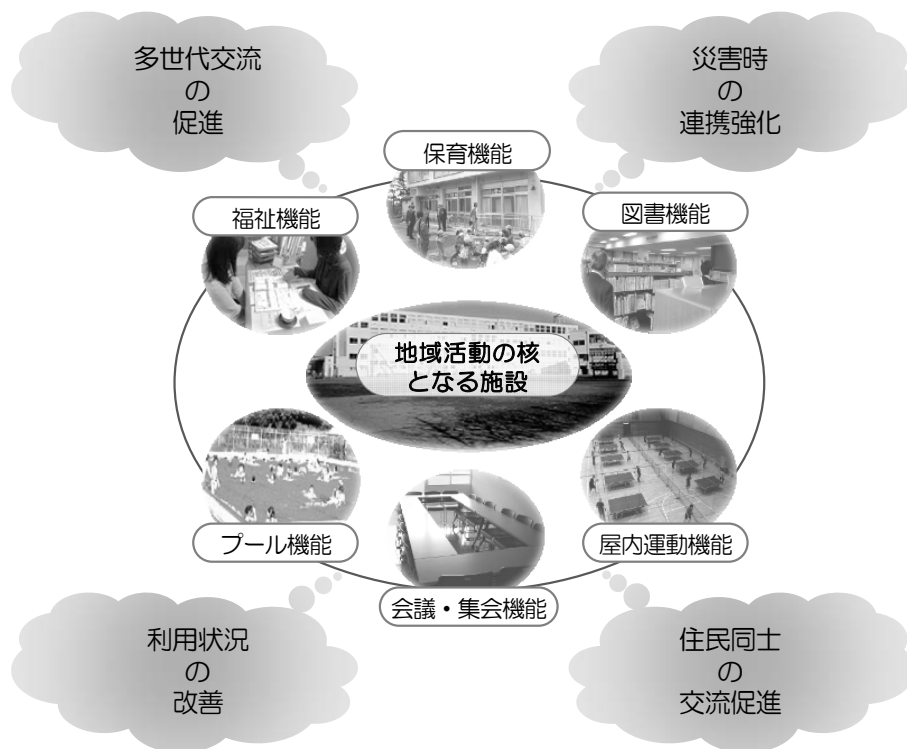 多世代交流
の
促進
災害時
の
連携強化
保育機能
福祉機能
図書機能
地域活動の核
となる施設
プール機能
屋内運動機能
会議・集会機能
利用状況
の
改善
住民同士
の
交流促進